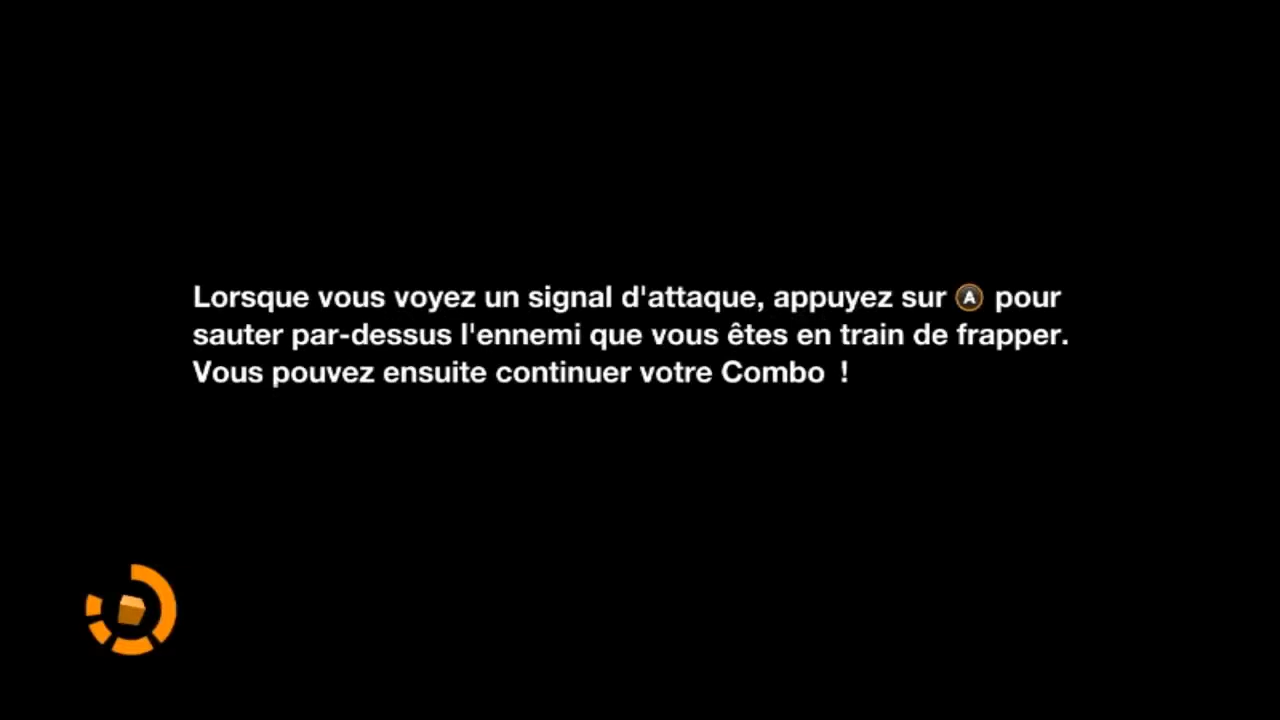 Lorsque vous voyez un signal d'attaque, appuyez sur A pour
sauter par-dessus l'ennemi que vous êtes en train de frapper.
Vous pouvez ensuite continuer votre Combo !